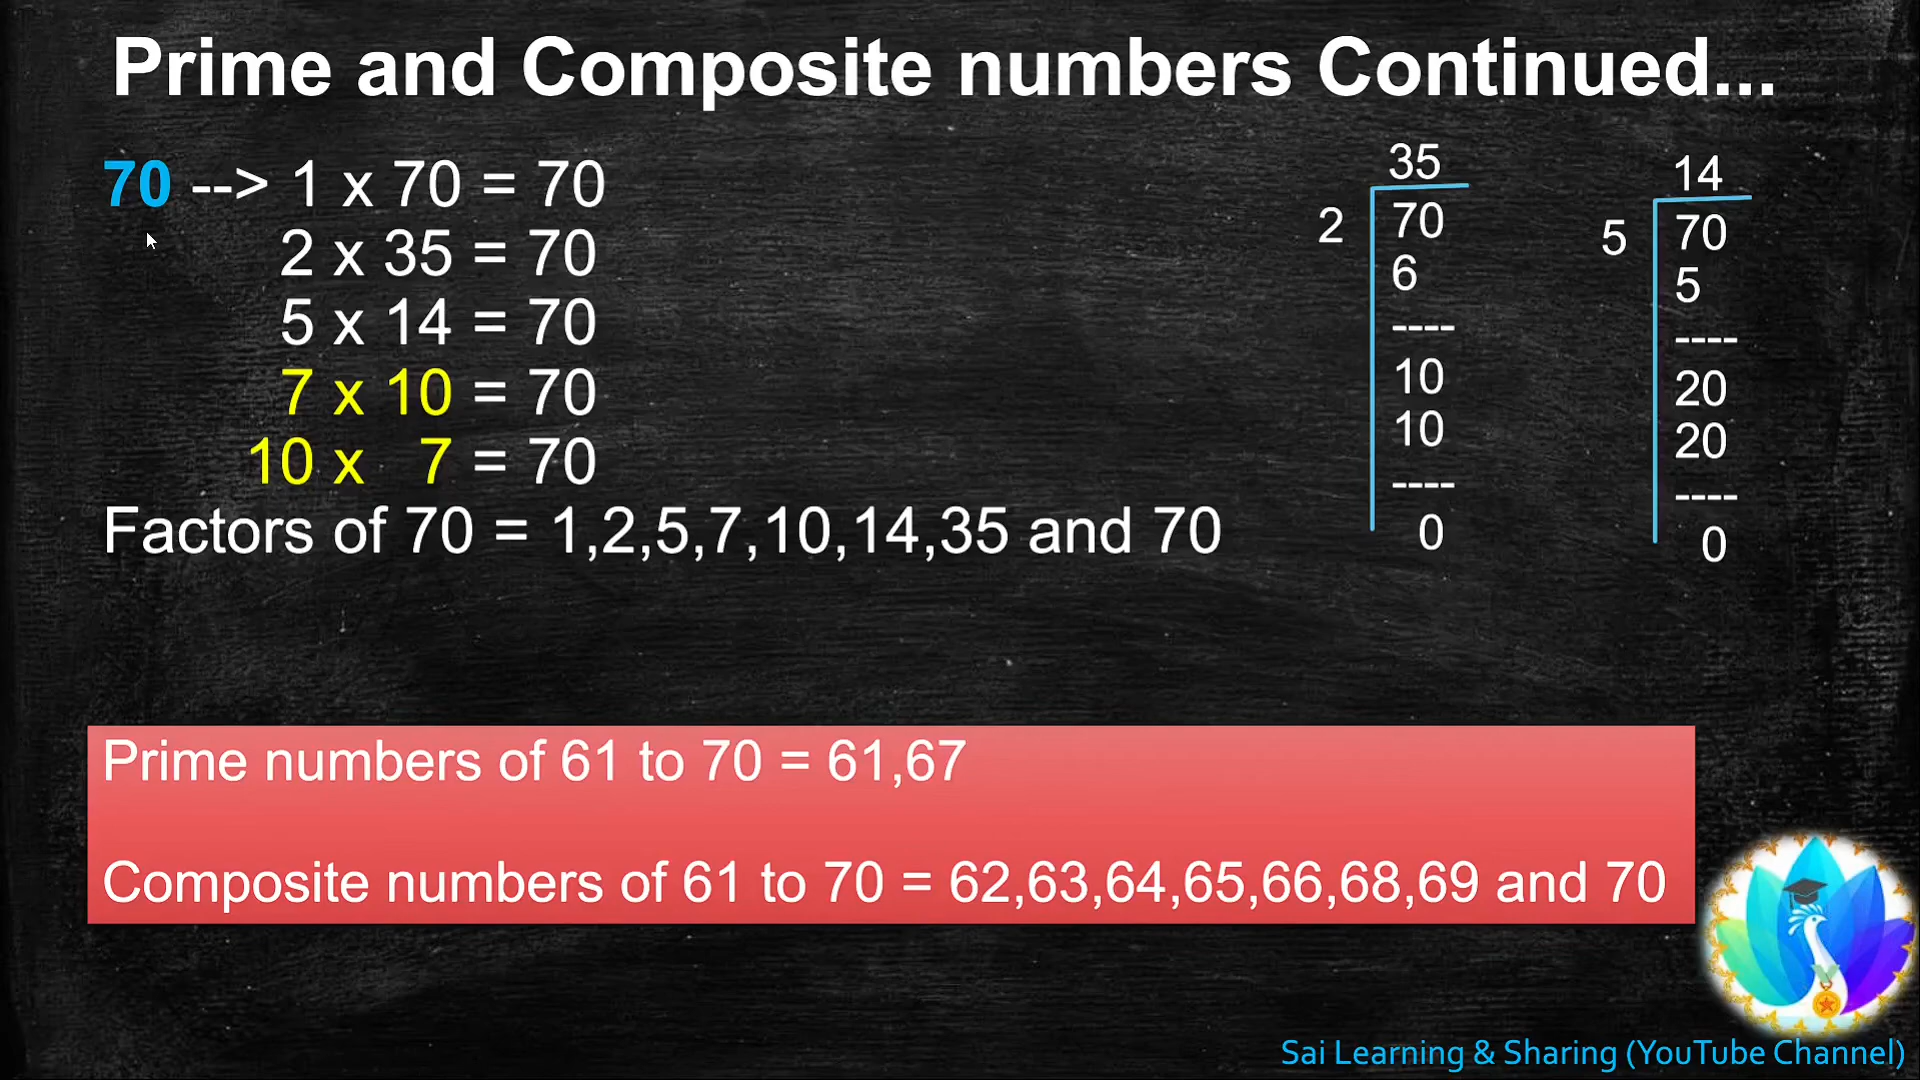 Prime and Composite numbers Continued...
70 --> 1 x 70 = 70
2 x 35 = 70
5 x 14 = 70
7 x 10 = 70
10 x 7 = 70
Factors of 70 = 1,2,5,7,10,14,35 and 70
35
2 70
6
----
10
10
----
0
14
5 70
5
----
20
20
----
0
Prime numbers of 61 to 70 = 61,67
Composite numbers of 61 to 70 = 62,63,64,65,66,68,69 and 70
Sai Learning & Sharing (YouTube Channel)